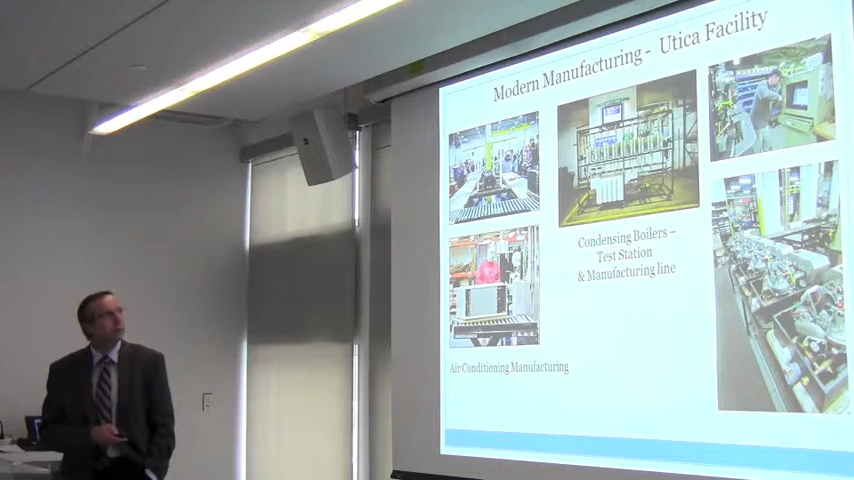 Modern Manufacturing - Utica Facility
Condensing Boilers –
Test Station
& Manufacturing line
Air Conditioning Manufacturing